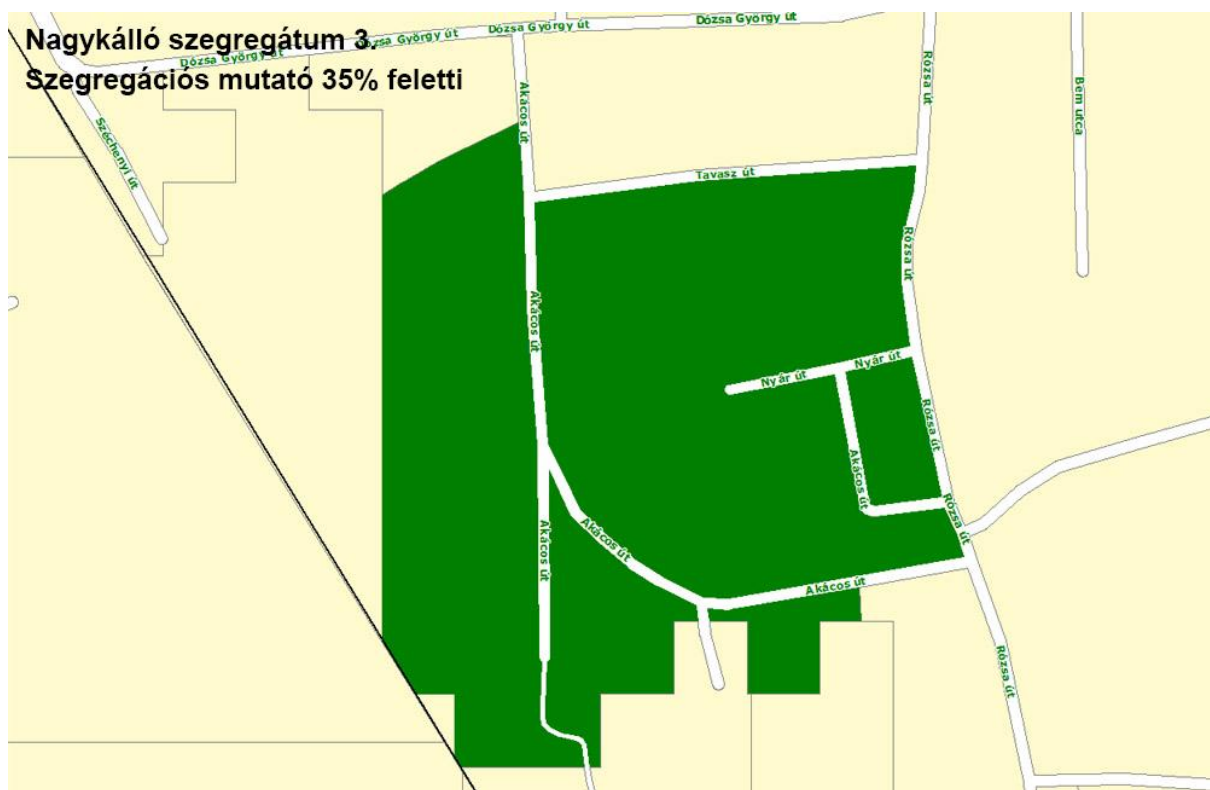 Nagykálló szegregátum 3.
Szegregációs mutató 35% feletti
Dózsa György út
Dózsa György út
Dózsa György út
Dózsa György út
Széchenyi út
Akácos út
Rózsa út
Bem utca
Tavasz út
Rózsa út
Akácos út
Nyár út
Nyár út
Rózsa út
Akácos út
Akácos út
Akácos út
Rózsa út
Akácos út
Rózsa út